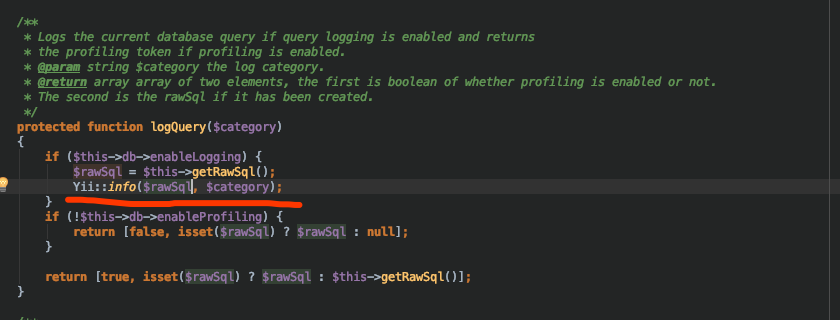 /**
* Logs the current database query if query logging is enabled and returns
* the profiling token if profiling is enabled.
* @param string $category the log category.
* @return array array of two elements, the first is boolean of whether profiling is enabled or not.
* The second is the rawSql if it has been created.
*/
protected function logQuery($category)
{
if ($this->db->enableLogging) {
$rawSql = $this->getRawSql();
Yii::info($rawSql, $category);
}
if (!$this->db->enableProfiling) {
return [false, isset($rawSql) ? $rawSql : null];
}
return [true, isset($rawSql) ? $rawSql : $this->getRawSql()];
}